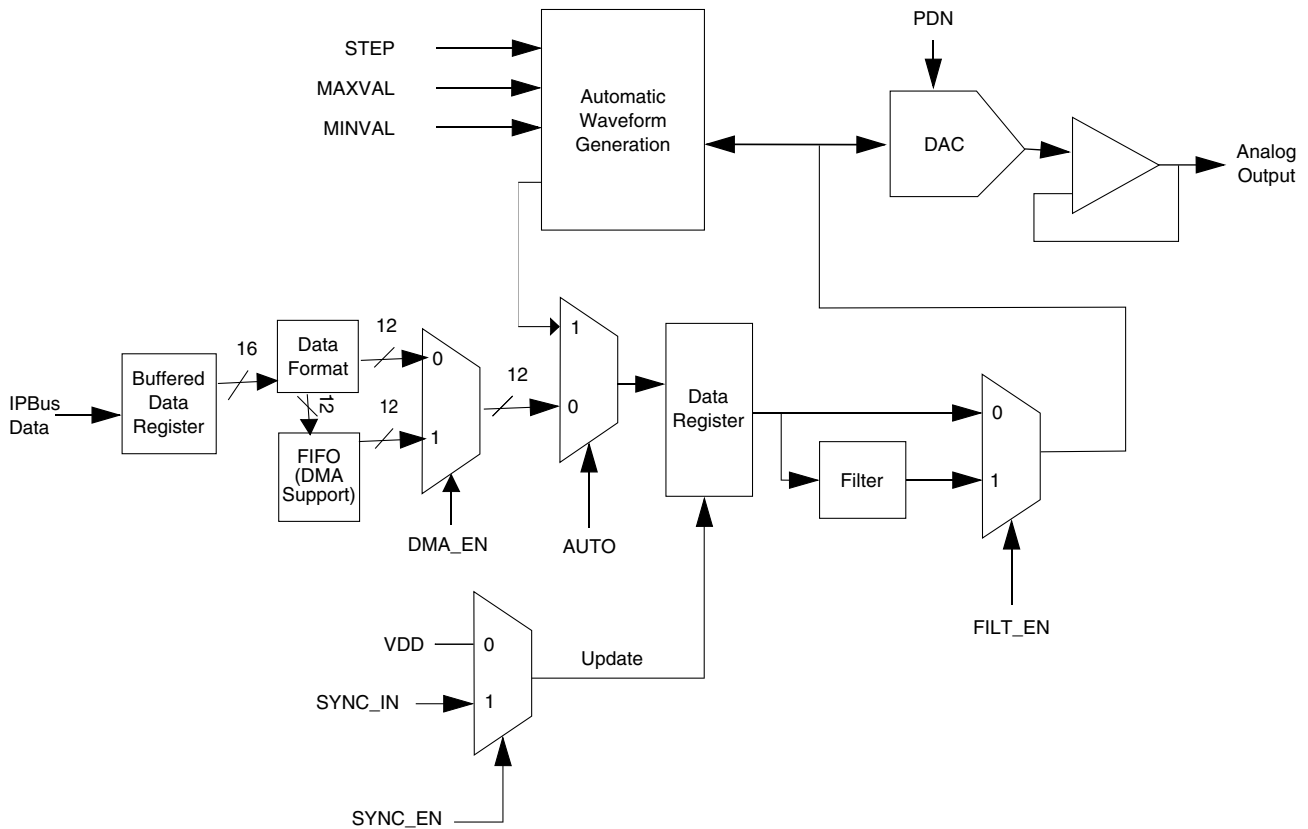 PDN
STEP
MAXVAL
MINVAL
Automatic
Waveform
Generation
DAC
Analog
Output
IPBus
Data
Buffered
Data
Register
16
Data
Format
12
12
FIFO
(DMA
Support)
12
0
1
DMA_EN
12
1
0
AUTO
Data
Register
Filter
0
1
FILT_EN
VDD
0
SYNC_IN
1
Update
SYNC_EN